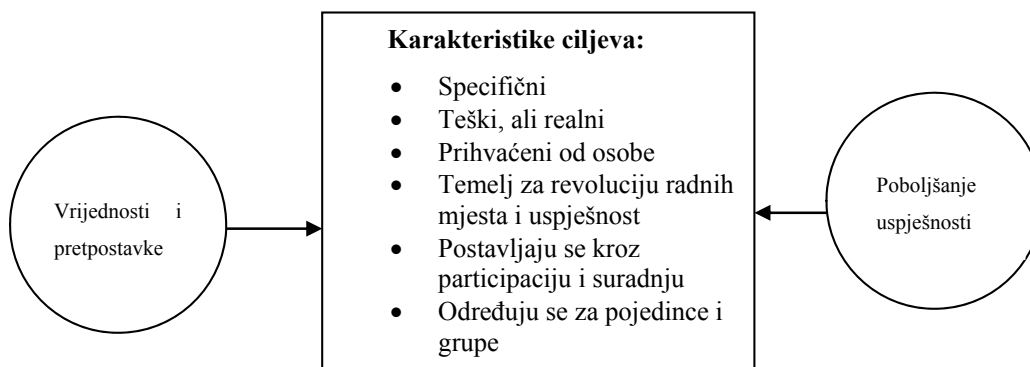 Karakteristike ciljeva:
• Specifični
• Teški, ali realni
• Prihvaćeni od osobe
• Temelj za revoluciju radnih
mjesta i uspješnost
• Postavljaju se kroz
participaciju i suradnju
• Određuju se za pojedince i
grupe
Vrijednosti i
pretpostavke
Poboljšanje
uspješnosti